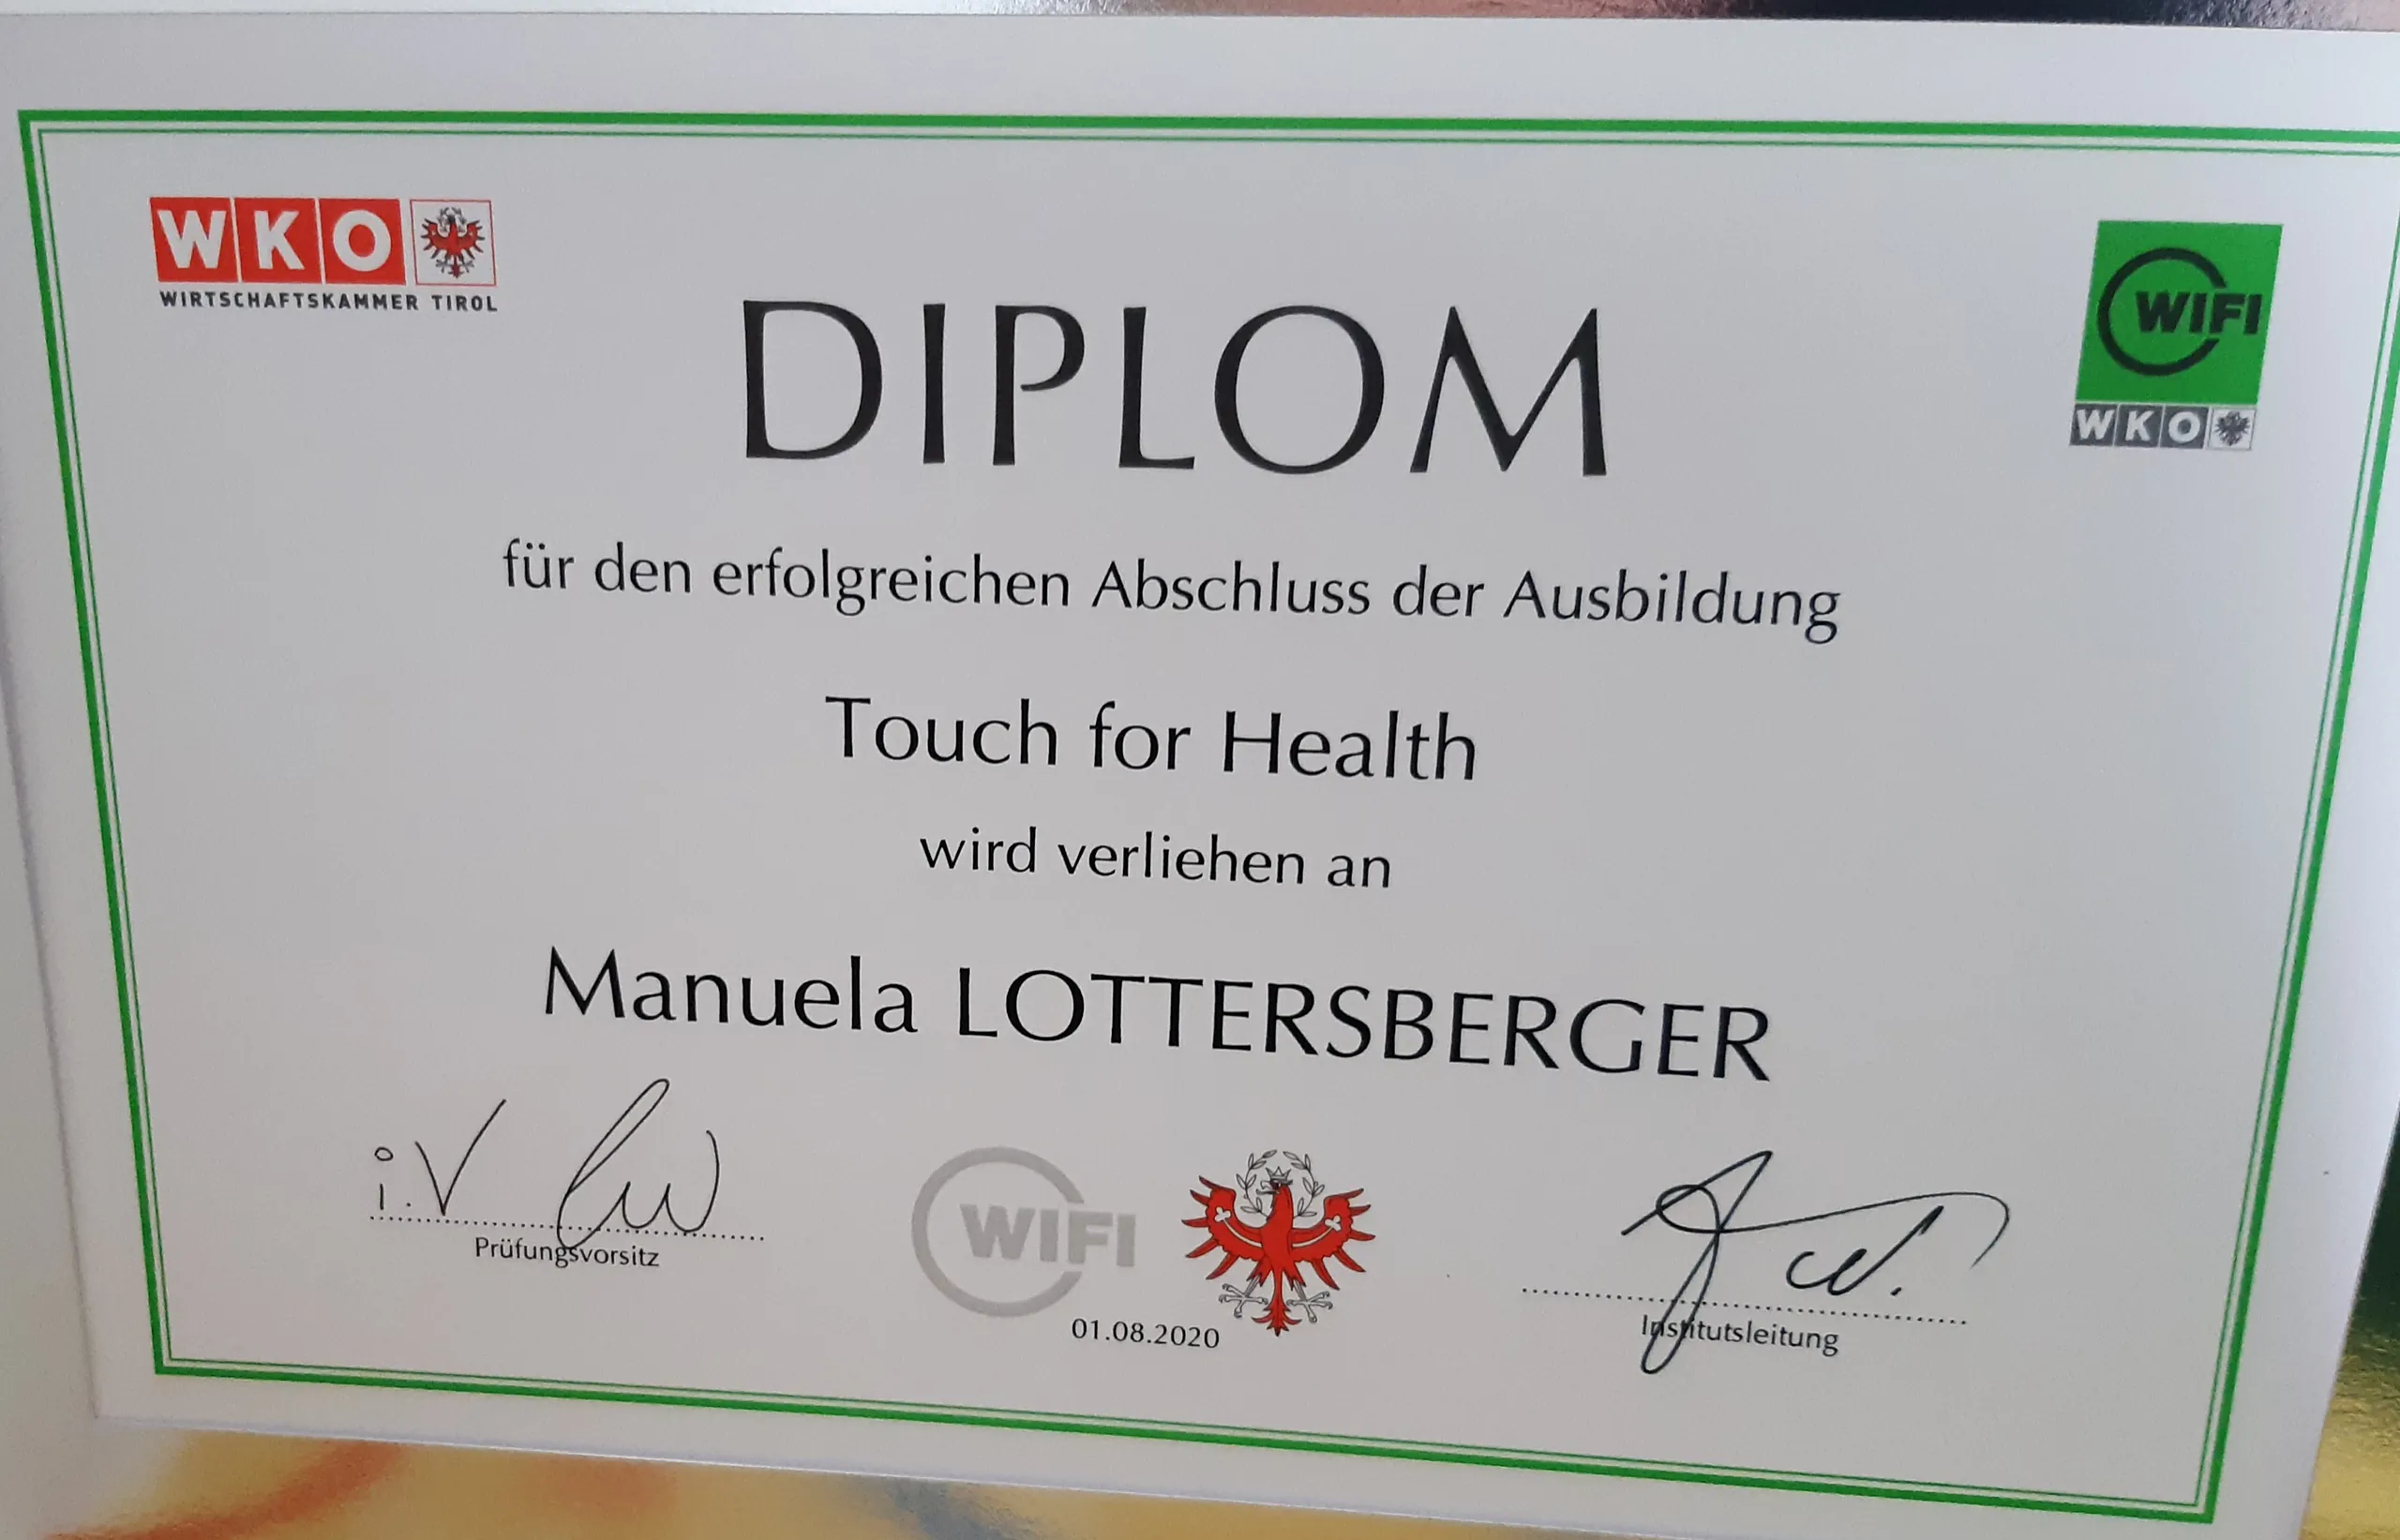 WKO
WIRTSCHAFTSKAMMER TIROL
WIFI
WKO
DIPLOM
für den erfolgreichen Abschluss der Ausbildung
Touch for Health
wird verliehen an
Manuela LOTTERSBERGER
i.V
Prüfungsvorsitz
WIFI
01.08.2020
Institutsleitung